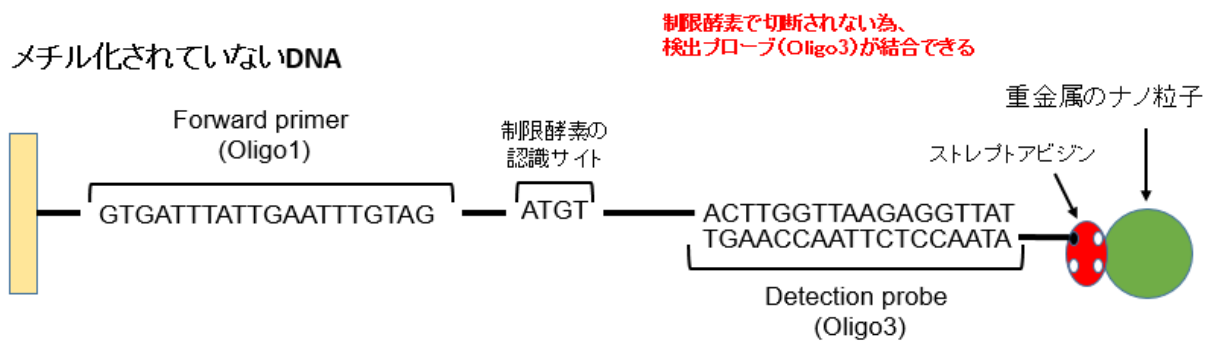 制限酵素で切断されない為、
検出プローブ(Oligo3)が結合できる
メチル化されていないDNA
重金属のナノ粒子
Forward primer
(Oligo1)
制限酵素の
認識サイト
ストレプトアビジン
GTGATTTATTGAATTTGTAG
ATGT
ACTTGGTTAAGAGGTTAT
TGAACCAATTCTCCAATA
Detection probe
(Oligo3)